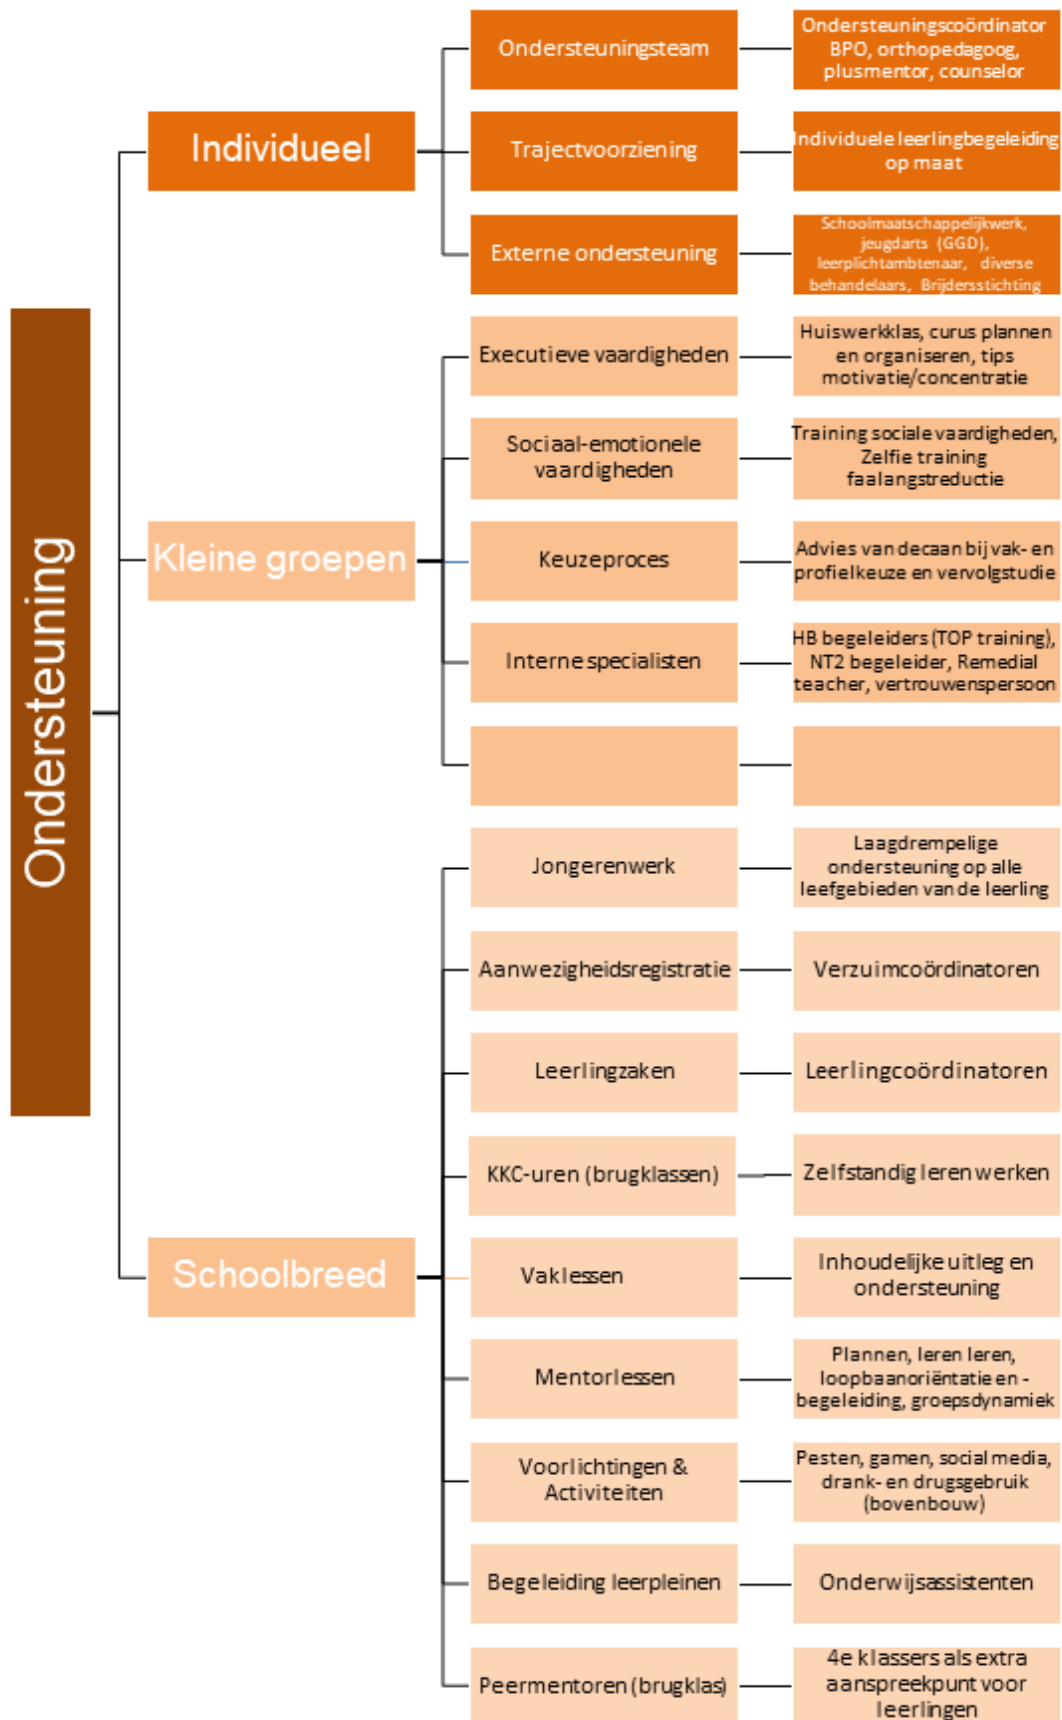 Ondersteuning
Individueel
Ondersteuningsteam
Ondersteuningscoördinator
BPO, orthopedagoog,
plusmentor, counselor
Trajectvoorziening
Individuele leerlingbegeleiding
op maat
Externe ondersteuning
Schoolmaatschappelijkwerk,
jeugdarts (GGD),
leerplichtambtenaar, diverse
behandelaars, Brijdersstichting
Kleine groepen
Executieve vaardigheden
Huiswerkklas, curus plannen
en organiseren, tips
motivatie/concentratie
Sociaal-emotionele
vaardigheden
Training sociale vaardigheden,
Zelfie training
faalangstreductie
Keuzeproces
Advies van decaan bij vak- en
profielkeuze en vervolgstudie
Interne specialisten
HB begeleiders (TOP training),
NT2 begeleider, Remedial
teacher, vertrouwenspersoon
Schoolbreed
Jongerenwerk
Laagdrempelige
ondersteuning op alle
leefgebieden van de leerling
Aanwezigheidsregistratie
Verzuimcoördinatoren
Leerlingzaken
Leerlingcoördinatoren
KKC-uren (brugklassen)
Zelfstandig leren werken
Vaklessen
Inhoudelijke uitleg en
ondersteuning
Mentorlessen
Plannen, leren leren,
loopbaanoriëntatie en -
begeleiding, groepsdynamiek
Voorlichtingen &
Activiteiten
Pesten, gamen, social media,
drank- en drugsgebruik
(bovenbouw)
Begeleiding leerpleinen
Onderwijsassistenten
Peermentoren (brugklas)
4e klassers als extra
aanspreekpunt voor
leerlingen